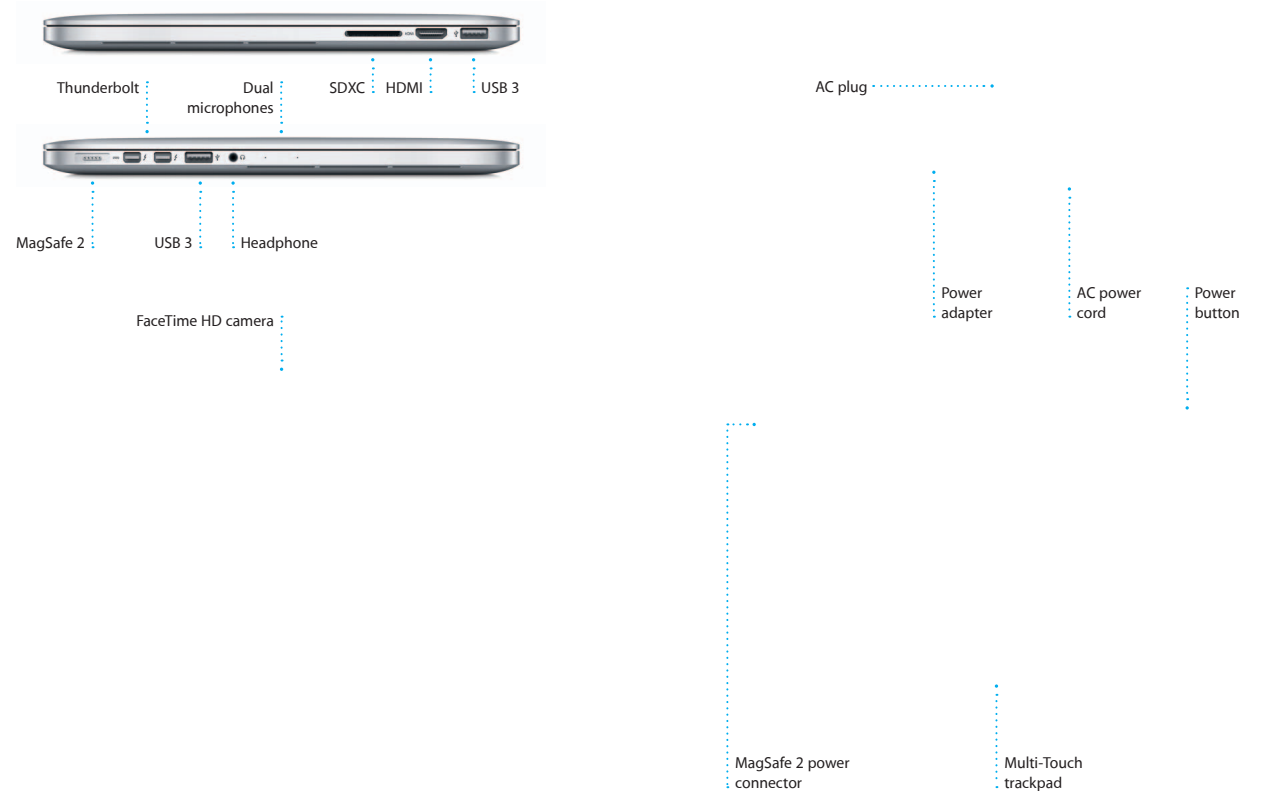 Thunderbolt
Dual
microphones
SDXC
HDMI
USB 3
MagSafe 2
USB 3
Headphone
FaceTime HD camera
AC plug
Power
adapter
AC power
cord
Power
button
MagSafe 2 power
connector
Multi-Touch
trackpad